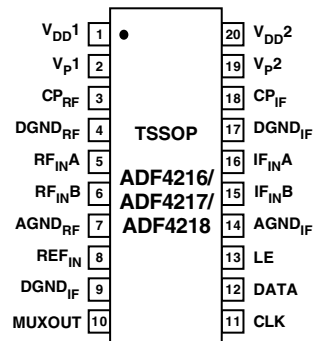 VDD1 1 20 VDD2
VP1 2 19 VP2
CPRF 3 18 CPIF
DGNDRF 4 TSSOP 17 DGNDIF
RFINA 5 ADF4216/ 16 IFINA
RFINB 6 ADF4217/ 15 IFINB
AGNDRF 7 ADF4218 14 AGNDIF
REFIN 8 13 LE
DGNDIF 9 12 DATA
MUXOUT 10 11 CLK